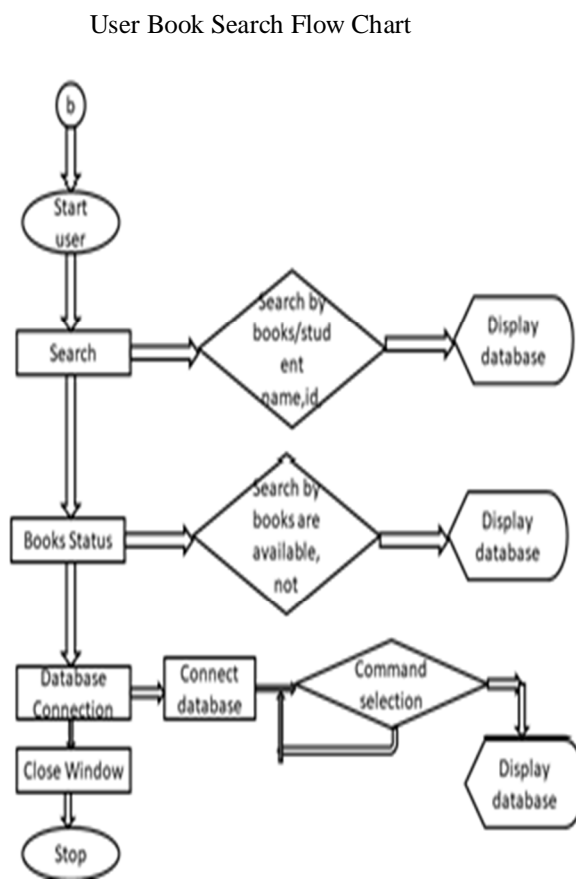 User Book Search Flow Chart
b
Start
user
Search
Search by
books/stud
ent
name,id
Display
database
Books Status
Search by
books are
available,
not
Display
database
Database
Connection
Connect
database
Command
selection
Display
database
Close Window
Stop